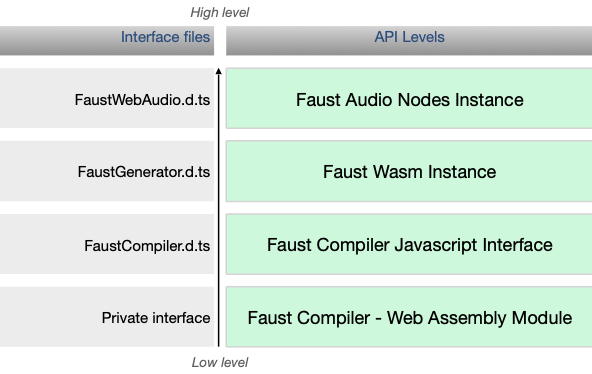 High level
Interface files
API Levels
FaustWebAudio.d.ts
Faust Audio Nodes Instance
FaustGenerator.d.ts
Faust Wasm Instance
FaustCompiler.d.ts
Faust Compiler Javascript Interface
Private interface
Faust Compiler - Web Assembly Module
Low level